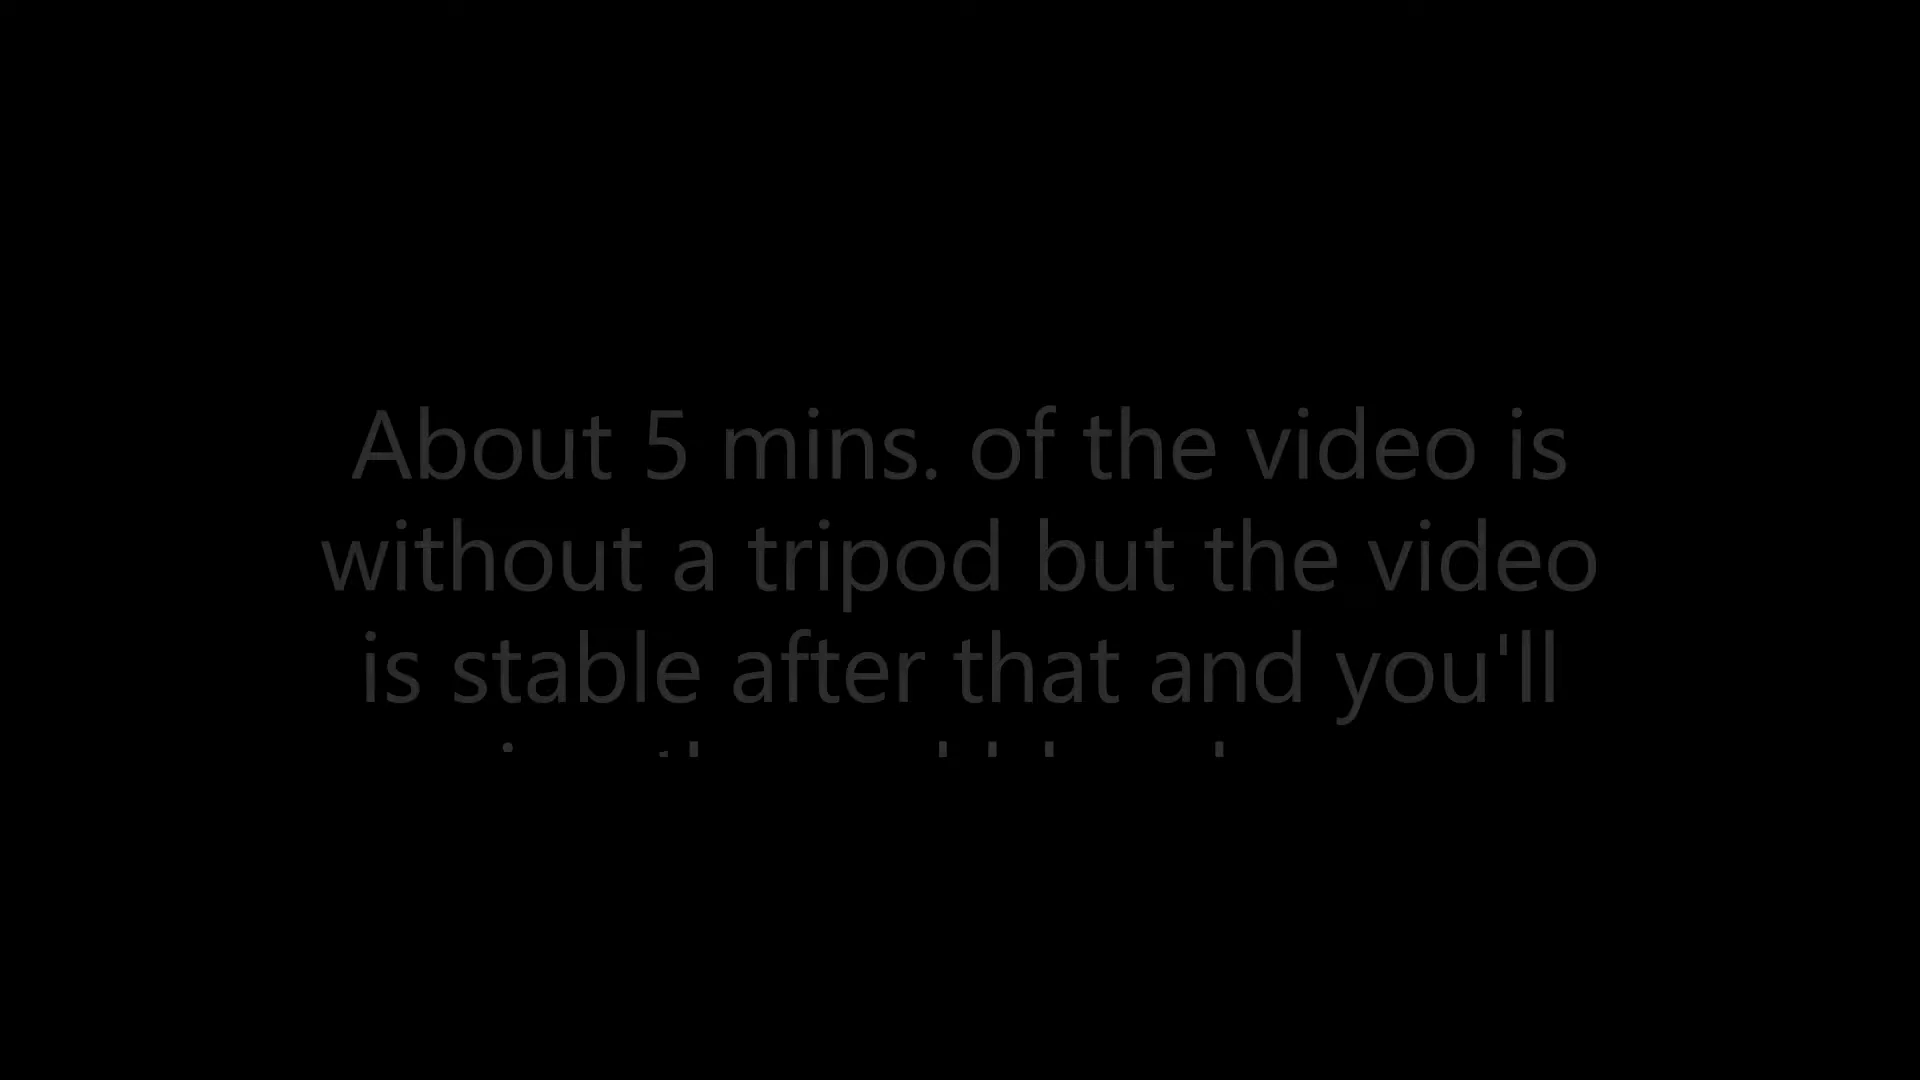 About 5 mins. of the video is
without a tripod but the video
is stable after that and you'll